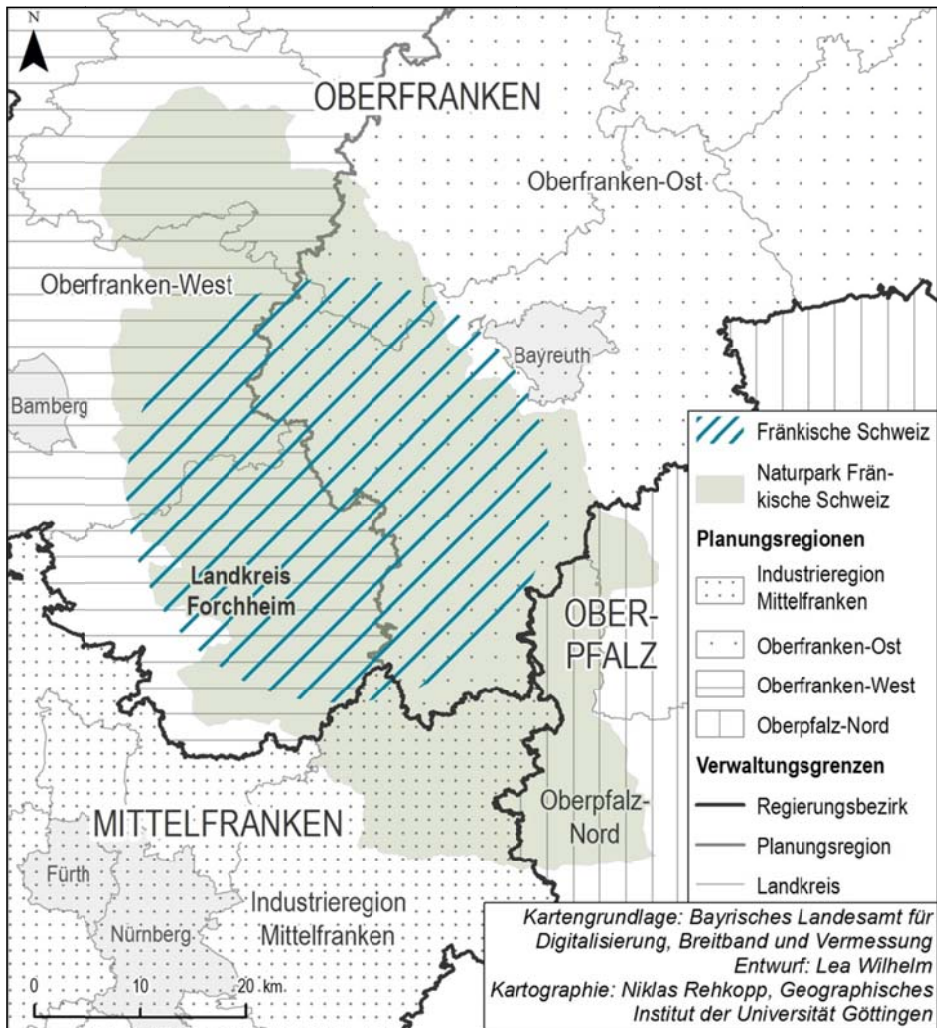 N
OBERFRANKEN
Oberfranken-Ost
Oberfranken-West
Bayreuth
Bamberg
Landkreis
Forchheim
OBER-
PFALZ
Oberpfalz-
Nord
MITTELFRANKEN
Fürth
Nürnberg
Industrieregion
Mittelfranken
0 10 20 km
Fränkische Schweiz
Naturpark Frän-
kische Schweiz
Planungsregionen
Industrieregion
Mittelfranken
Oberfranken-Ost
Oberfranken-West
Oberpfalz-Nord
Verwaltungsgrenzen
Regierungsbezirk
Planungsregion
Landkreis
Kartengrundlage: Bayrisches Landesamt für
Digitalisierung, Breitband und Vermessung
Entwurf: Lea Wilhelm
Kartographie: Niklas Rehkopp, Geographisches
Institut der Universität Göttingen